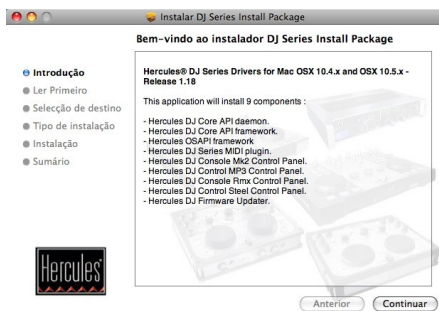 Instalar DJ Series Install Package
Bem-vindo ao instalador DJ Series Install Package
Introdução
Ler Primeiro
Selecção de destino
Tipo de instalação
Instalação
Sumário
Hercules® DJ Series Drivers for Mac OSX 10.4.x and OSX 10.5.x -
Release 1.18
This application will install 9 components :
- Hercules DJ Core API daemon.
- Hercules DJ Core API framework.
- Hercules OSAPI framework
- Hercules DJ Series MIDI plugin.
- Hercules DJ Console Mk2 Control Panel.
- Hercules DJ Control MP3 Control Panel.
- Hercules DJ Console Rmx Control Panel.
- Hercules DJ Control Steel Control Panel.
- Hercules DJ Firmware Updater.
Hercules
Anterior
Continuar